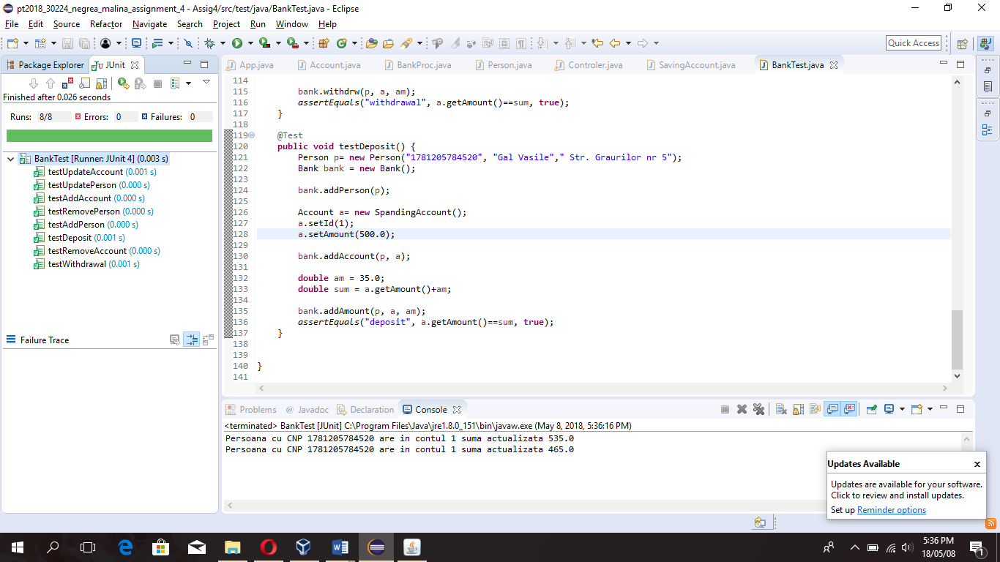 pt2018_30224_negrea_malina_assignment_4 - Assig4/src/test/java/BankTest.java - Eclipse
File Edit Source Refactor Navigate Search Project Run Window Help
Quick Access
Package Explorer JUnit
Finished after 0.026 seconds
Runs: 8/8 Errors: 0 Failures: 0
BankTest [Runner: JUnit 4] (0.003 s)
testUpdateAccount (0.001 s)
testUpdatePerson (0.000 s)
testAddAccount (0.000 s)
testRemovePerson (0.000 s)
testAddPerson (0.000 s)
testDeposit (0.001 s)
testRemoveAccount (0.000 s)
testWithdrawal (0.001 s)
Failure Trace
App.java Account.java BankProc.java Person.java Controler.java SavingAccount.java BankTest.java
114
115 bank.withdrw(p, a, am);
116 assertEquals("withdrawal", a.getAmount()==sum, true);
117 }
118
119 @Test
120 public void testDeposit() {
121 Person p= new Person("1781205784520", "Gal Vasile"," Str. Graurilor nr 5");
122 Bank bank = new Bank();
123
124 bank.addPerson(p);
125
126 Account a= new SpandingAccount();
127 a.setId(1);
128 a.setAmount(500.0);
129
130 bank.addAccount(p, a);
131
132 double am = 35.0;
133 double sum = a.getAmount()+am;
134
135 bank.addAmount(p, a, am);
136 assertEquals("deposit", a.getAmount()==sum, true);
137 }
138
139
140 }
141
Problems Javadoc Declaration Console
<terminated> BankTest [JUnit] C:\Program Files\Java\jre1.8.0_151\bin\javaw.exe (May 8, 2018, 5:36:16 PM)
Persoana cu CNP 1781205784520 are in contul 1 suma actualizata 535.0
Persoana cu CNP 1781205784520 are in contul 1 suma actualizata 465.0
Updates Available
Updates are available for your software.
Click to review and install updates.
Set up Reminder options
5:36 PM
18/05/08
1